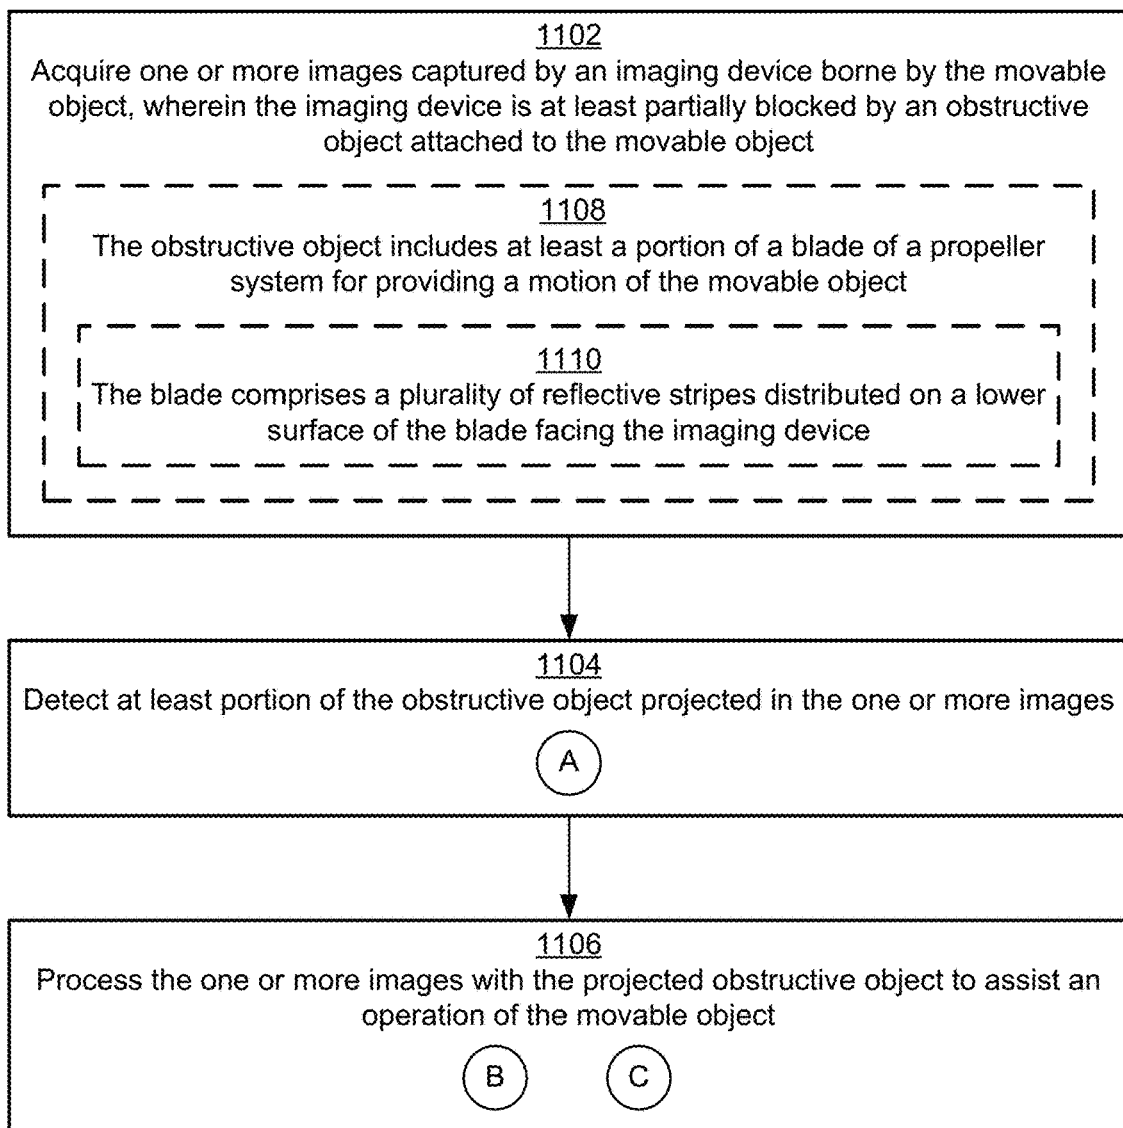 1102
Acquire one or more images captured by an imaging device borne by the movable
object, wherein the imaging device is at least partially blocked by an obstructive
object attached to the movable object
1108
The obstructive object includes at least a portion of a blade of a propeller
system for providing a motion of the movable object
1110
The blade comprises a plurality of reflective stripes distributed on a lower
surface of the blade facing the imaging device
1104
Detect at least portion of the obstructive object projected in the one or more images
A
1106
Process the one or more images with the projected obstructive object to assist an
operation of the movable object
B C